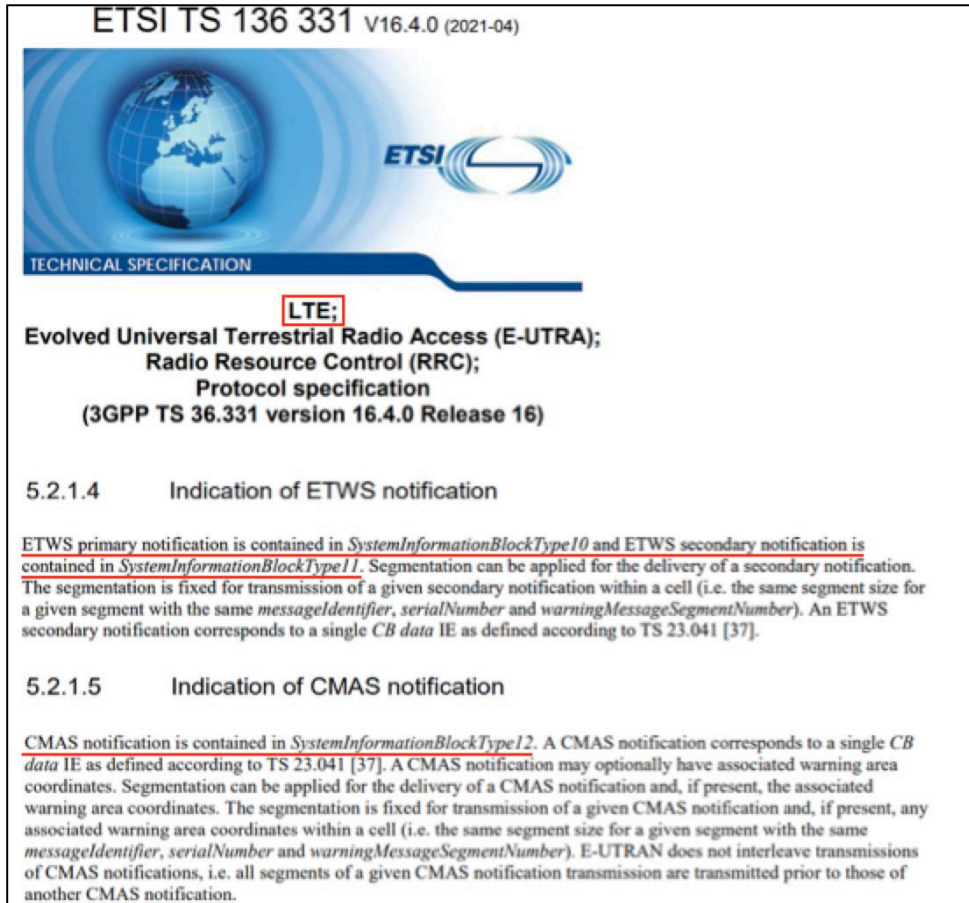 ETSI TS 136 331 V16.4.0 (2021-04)
ETSI
TECHNICAL SPECIFICATION
LTE;
Evolved Universal Terrestrial Radio Access (E-UTRA);
Radio Resource Control (RRC);
Protocol specification
(3GPP TS 36.331 version 16.4.0 Release 16)
5.2.1.4 Indication of ETWS notification
ETWS primary notification is contained in SystemInformationBlockType10 and ETWS secondary notification is
contained in SystemInformationBlockType11. Segmentation can be applied for the delivery of a secondary notification.
The segmentation is fixed for transmission of a given secondary notification within a cell (i.e. the same segment size for
a given segment with the same messageIdentifier, serialNumber and warningMessageSegmentNumber). An ETWS
secondary notification corresponds to a single CB data IE as defined according to TS 23.041 [37].
5.2.1.5 Indication of CMAS notification
CMAS notification is contained in SystemInformationBlockType12. A CMAS notification corresponds to a single CB
data IE as defined according to TS 23.041 [37]. A CMAS notification may optionally have associated warning area
coordinates. Segmentation can be applied for the delivery of a CMAS notification and, if present, the associated
warning area coordinates. The segmentation is fixed for transmission of a given CMAS notification and, if present, any
associated warning area coordinates within a cell (i.e. the same segment size for a given segment with the same
messageIdentifier, serialNumber and warningMessageSegmentNumber). E-UTRAN does not interleave transmissions
of CMAS notifications, i.e. all segments of a given CMAS notification transmission are transmitted prior to those of
another CMAS notification.